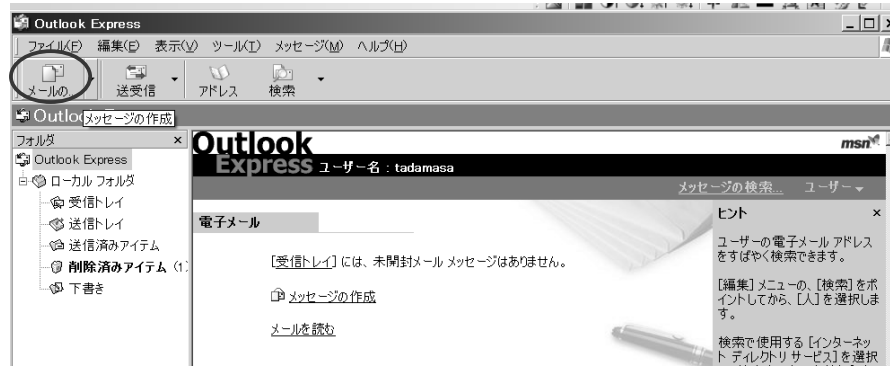 Outlook Express
ファイル(F) 編集(E) 表示(V) ツール(T) メッセージ(M) ヘルプ(H)
メールの... 送受信 アドレス 検索
Outlo
メッセージの作成
フォルダ ×
Outlook Express
ローカル フォルダ
受信トレイ
送信トレイ
送信済みアイテム
削除済みアイテム (1)
下書き
Outlook
Express ユーザー名 : tadamasa
msn
メッセージの検索... ユーザー
電子メール
[受信トレイ] には、未開封メール メッセージはありません。
メッセージの作成
メールを読む
ヒント ×
ユーザーの電子メール アドレス
をすばやく検索できます。
[編集] メニューの、[検索] をポ
イントしてから、[人] を選択しま
す。
検索で使用する [インターネッ
ト ディレクトリ サービス] を選択